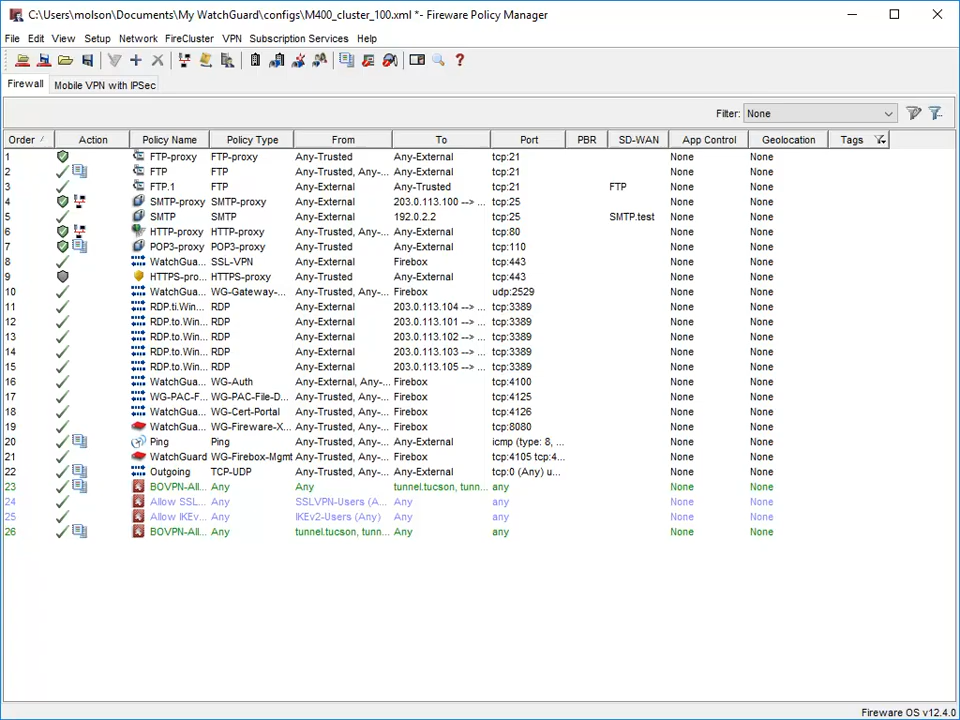 C:\Users\molson\Documents\My WatchGuard\configs\M400_cluster_100.xml *- Fireware Policy Manager
File Edit View Setup Network FireCluster VPN Subscription Services Help
Firewall Mobile VPN with IPSec
Filter: None
Order / Action Policy Name Policy Type From To Port PBR SD-WAN App Control Geolocation Tags
1 FTP-proxy FTP-proxy Any-Trusted Any-External tcp:21 None None
2 FTP FTP Any-Trusted, Any-... Any-External tcp:21 None None
3 FTP.1 FTP Any-External Any-Trusted tcp:21 FTP None None
4 SMTP-proxy SMTP-proxy Any-External 203.0.113.100 --> ... tcp:25 None None
5 SMTP SMTP Any-External 192.0.2.2 tcp:25 SMTP.test None None
6 HTTP-proxy HTTP-proxy Any-Trusted, Any-... Any-External tcp:80 None None
7 POP3-proxy POP3-proxy Any-Trusted Any-External tcp:110 None None
8 WatchGua... SSL-VPN Any-External Firebox tcp:443 None None
9 HTTPS-pro... HTTPS-proxy Any-Trusted Any-External tcp:443 None None
10 WatchGua... WG-Gateway-... Any-Trusted, Any-... Firebox udp:2529 None None
11 RDP.ti.Win... RDP Any-External 203.0.113.104 --> ... tcp:3389 None None
12 RDP.to.Win... RDP Any-External 203.0.113.101 --> ... tcp:3389 None None
13 RDP.to.Win... RDP Any-External 203.0.113.102 --> ... tcp:3389 None None
14 RDP.to.Win... RDP Any-External 203.0.113.103 --> ... tcp:3389 None None
15 RDP.to.Win... RDP Any-External 203.0.113.105 --> ... tcp:3389 None None
16 WatchGua... WG-Auth Any-External, Any-... Firebox tcp:4100 None None
17 WG-PAC-F... WG-PAC-File-D... Any-Trusted, Any-... Firebox tcp:4125 None None
18 WatchGua... WG-Cert-Portal Any-Trusted, Any-... Firebox tcp:4126 None None
19 WatchGua... WG-Fireware-X... Any-Trusted, Any-... Firebox tcp:8080 None None
20 Ping Ping Any-Trusted, Any-... Any-External icmp (type: 8, ... None None
21 WatchGuard WG-Firebox-Mgmt Any-Trusted, Any-... Firebox tcp:4105 tcp:4... None None
22 Outgoing TCP-UDP Any-Trusted, Any-... Any-External tcp:0 (Any) u... None None
23 BOVPN-All... Any Any tunnel.tucson, tunn... any None None
24 Allow SSL... Any SSLVPN-Users (A... Any any None None
25 Allow IKEv... Any IKEv2-Users (Any) Any any None None
26 BOVPN-All... Any tunnel.tucson, tunn... Any any None None
Fireware OS v12.4.0